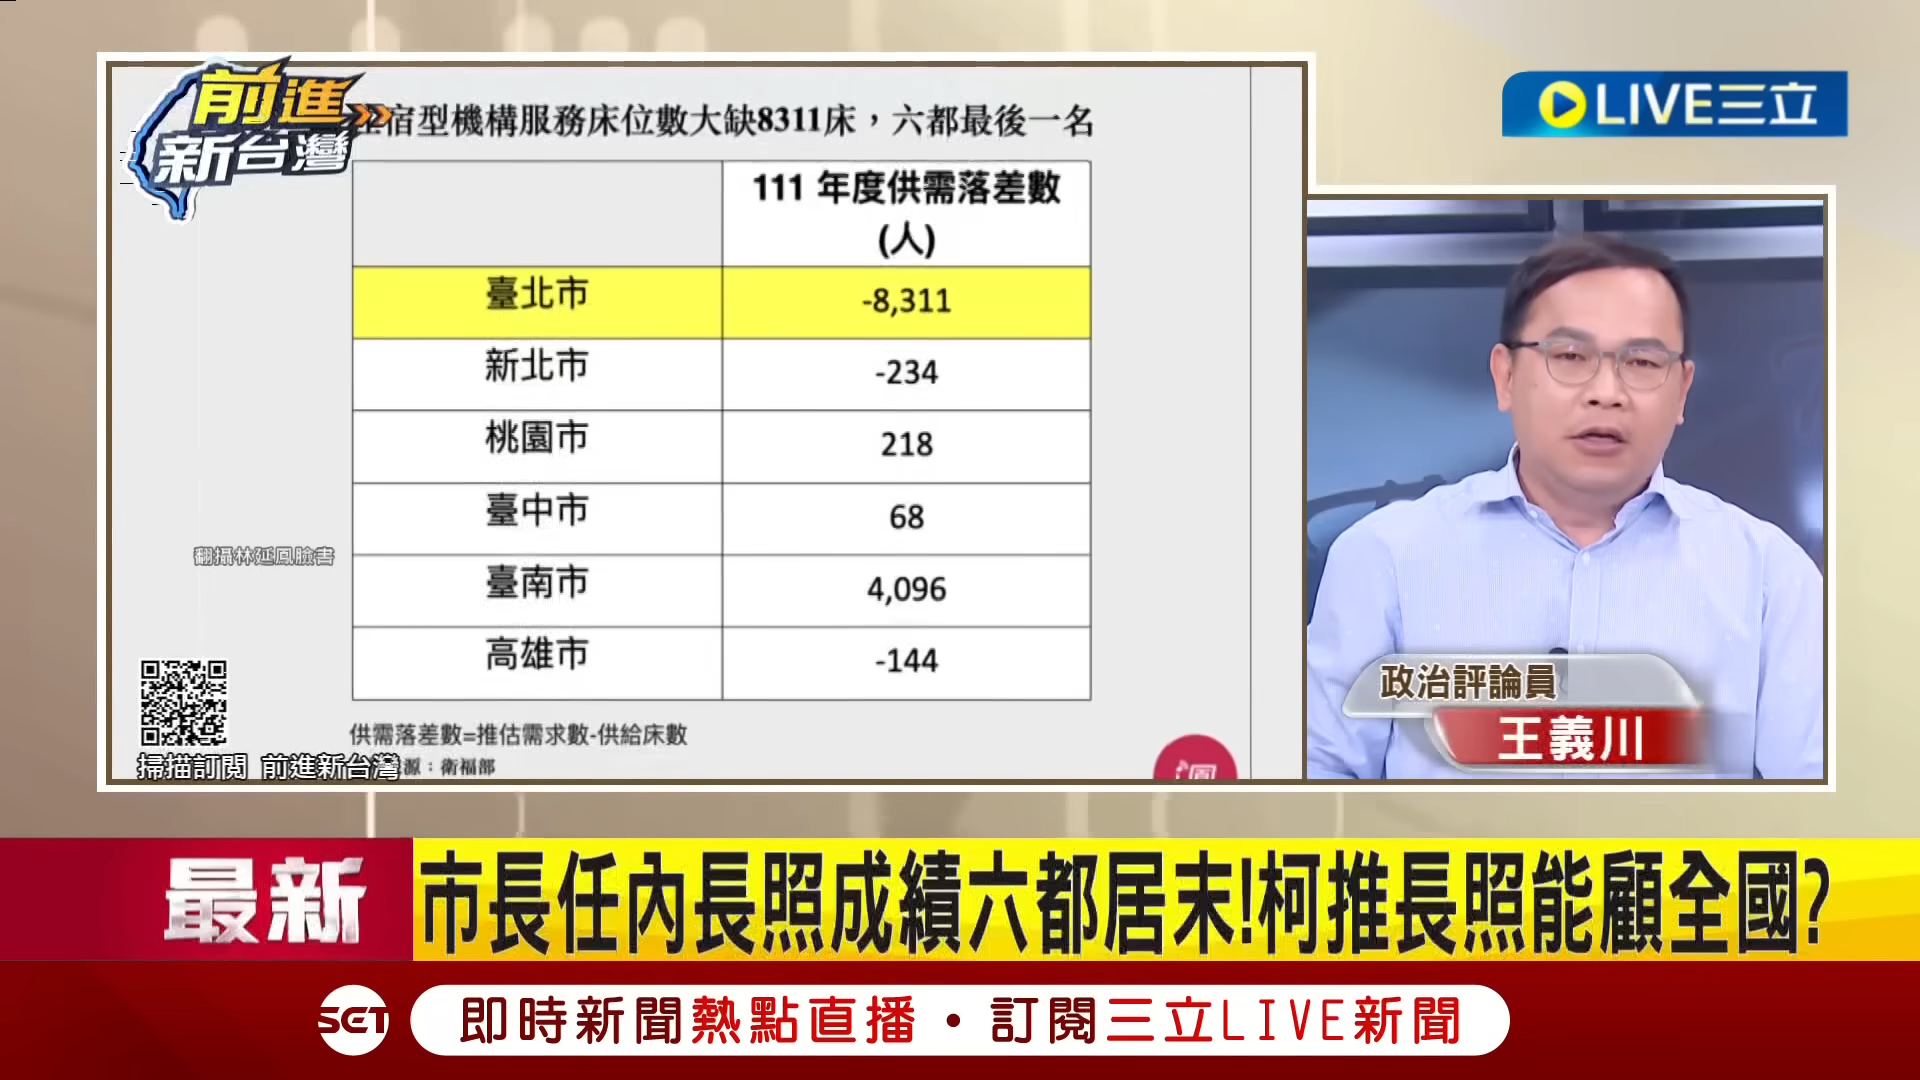 前進
新台灣
LIVE三立
住宿型機構服務床位數大缺8311床，六都最後一名
111 年度供需落差數
(人)
臺北市 -8,311
新北市 -234
桃園市 218
臺中市 68
臺南市 4,096
高雄市 -144
翻攝林延鳳臉書
供需落差數=推估需求數-供給床數
源：衛福部
掃描訂閱 前進新台灣
政治評論員
王義川
最新
市長任內長照成績六都居末!柯推長照能顧全國?
SET
即時新聞熱點直播・訂閱三立LIVE新聞